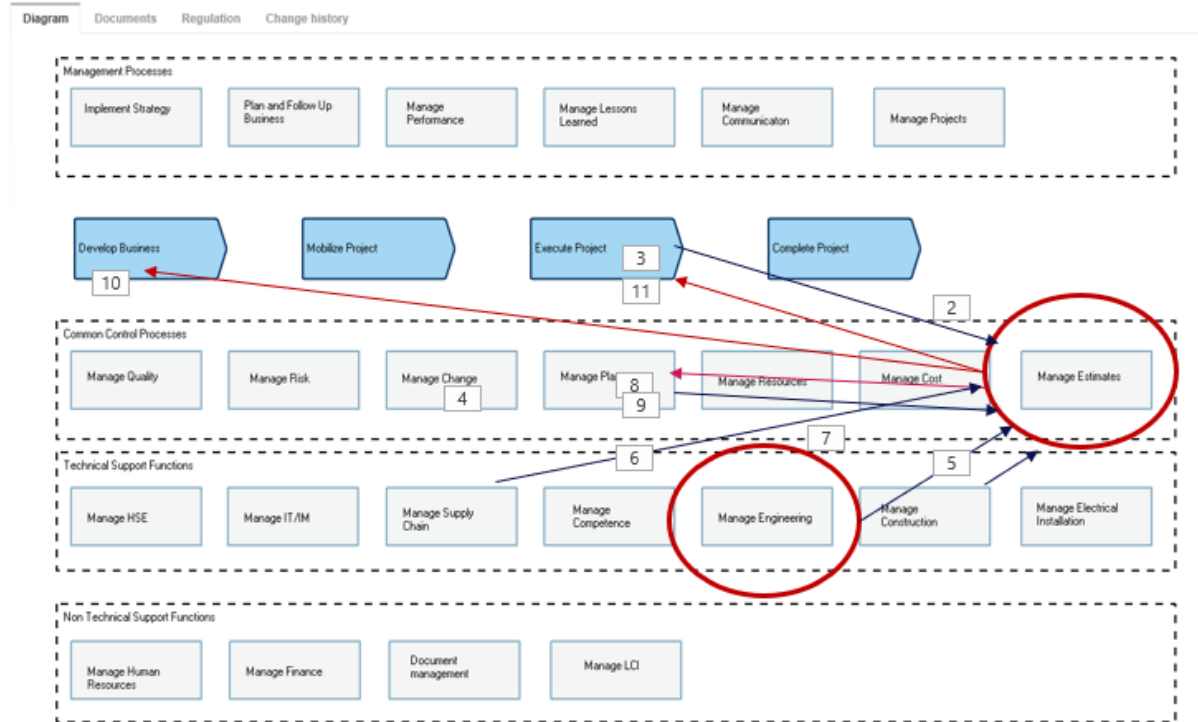 Diagram Documents Regulation Change history
Management Processes
Implement Strategy
Plan and Follow Up
Business
Manage
Performance
Manage Lessons
Learned
Manage
Communicaton
Manage Projects
Develop Business
Mobilize Project
Execute Project
Complete Project
3
10
11
2
Common Control Processes
Manage Quality
Manage Risk
Manage Change
Manage
Manage Resources
Manage Cost
Manage Estimates
8
4
9
7
6
5
Technical Support Functions
Manage HSE
Manage IT/IM
Manage Supply
Chain
Manage
Competence
Manage Engineering
Manage
Construction
Manage Electrical
Installation
Non Technical Support Functions
Manage Human
Resources
Manage Finance
Document
management
Manage LCI